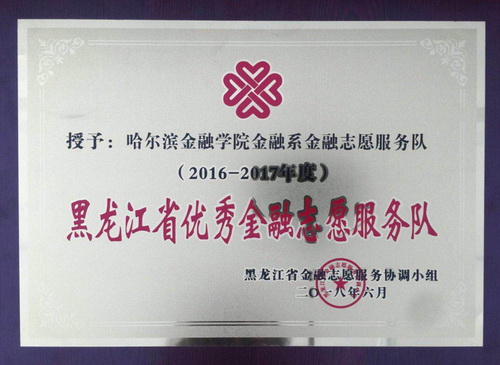 授予：哈尔滨金融学院金融系金融志愿服务队
（2016-2017年度）
黑龙江省优秀金融志愿服务队
黑龙江省金融志愿服务协调小组
二〇一八年六月